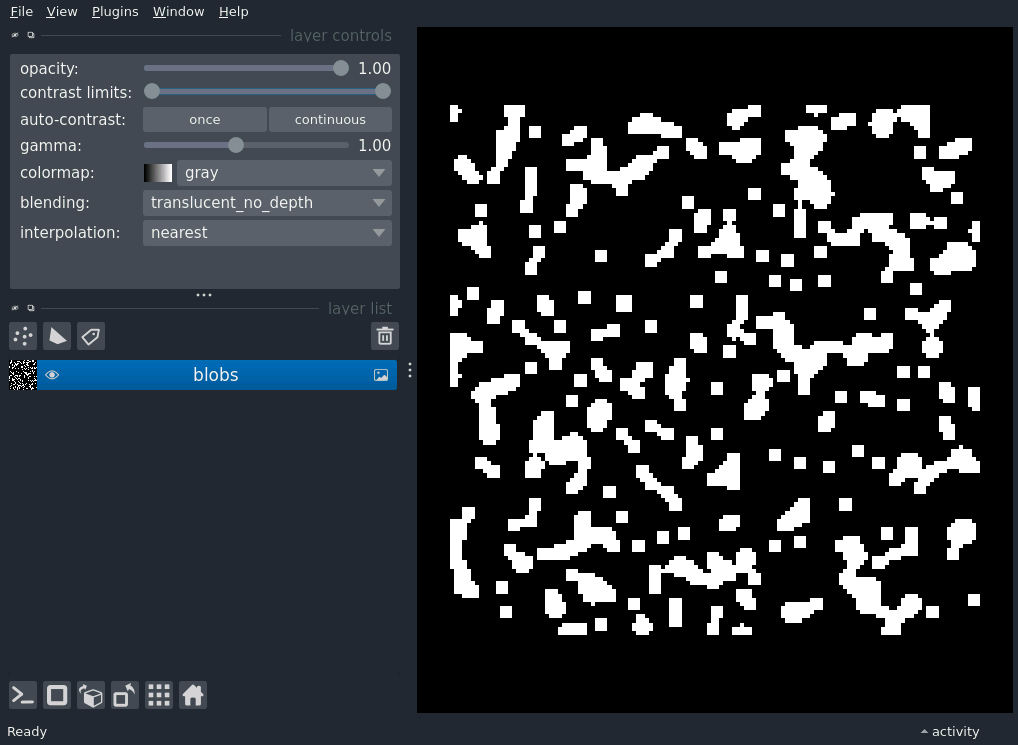 File View Plugins Window Help
layer controls
opacity: 1.00
contrast limits:
auto-contrast: once continuous
gamma: 1.00
colormap: gray
blending: translucent_no_depth
interpolation: nearest
layer list
blobs
Ready activity